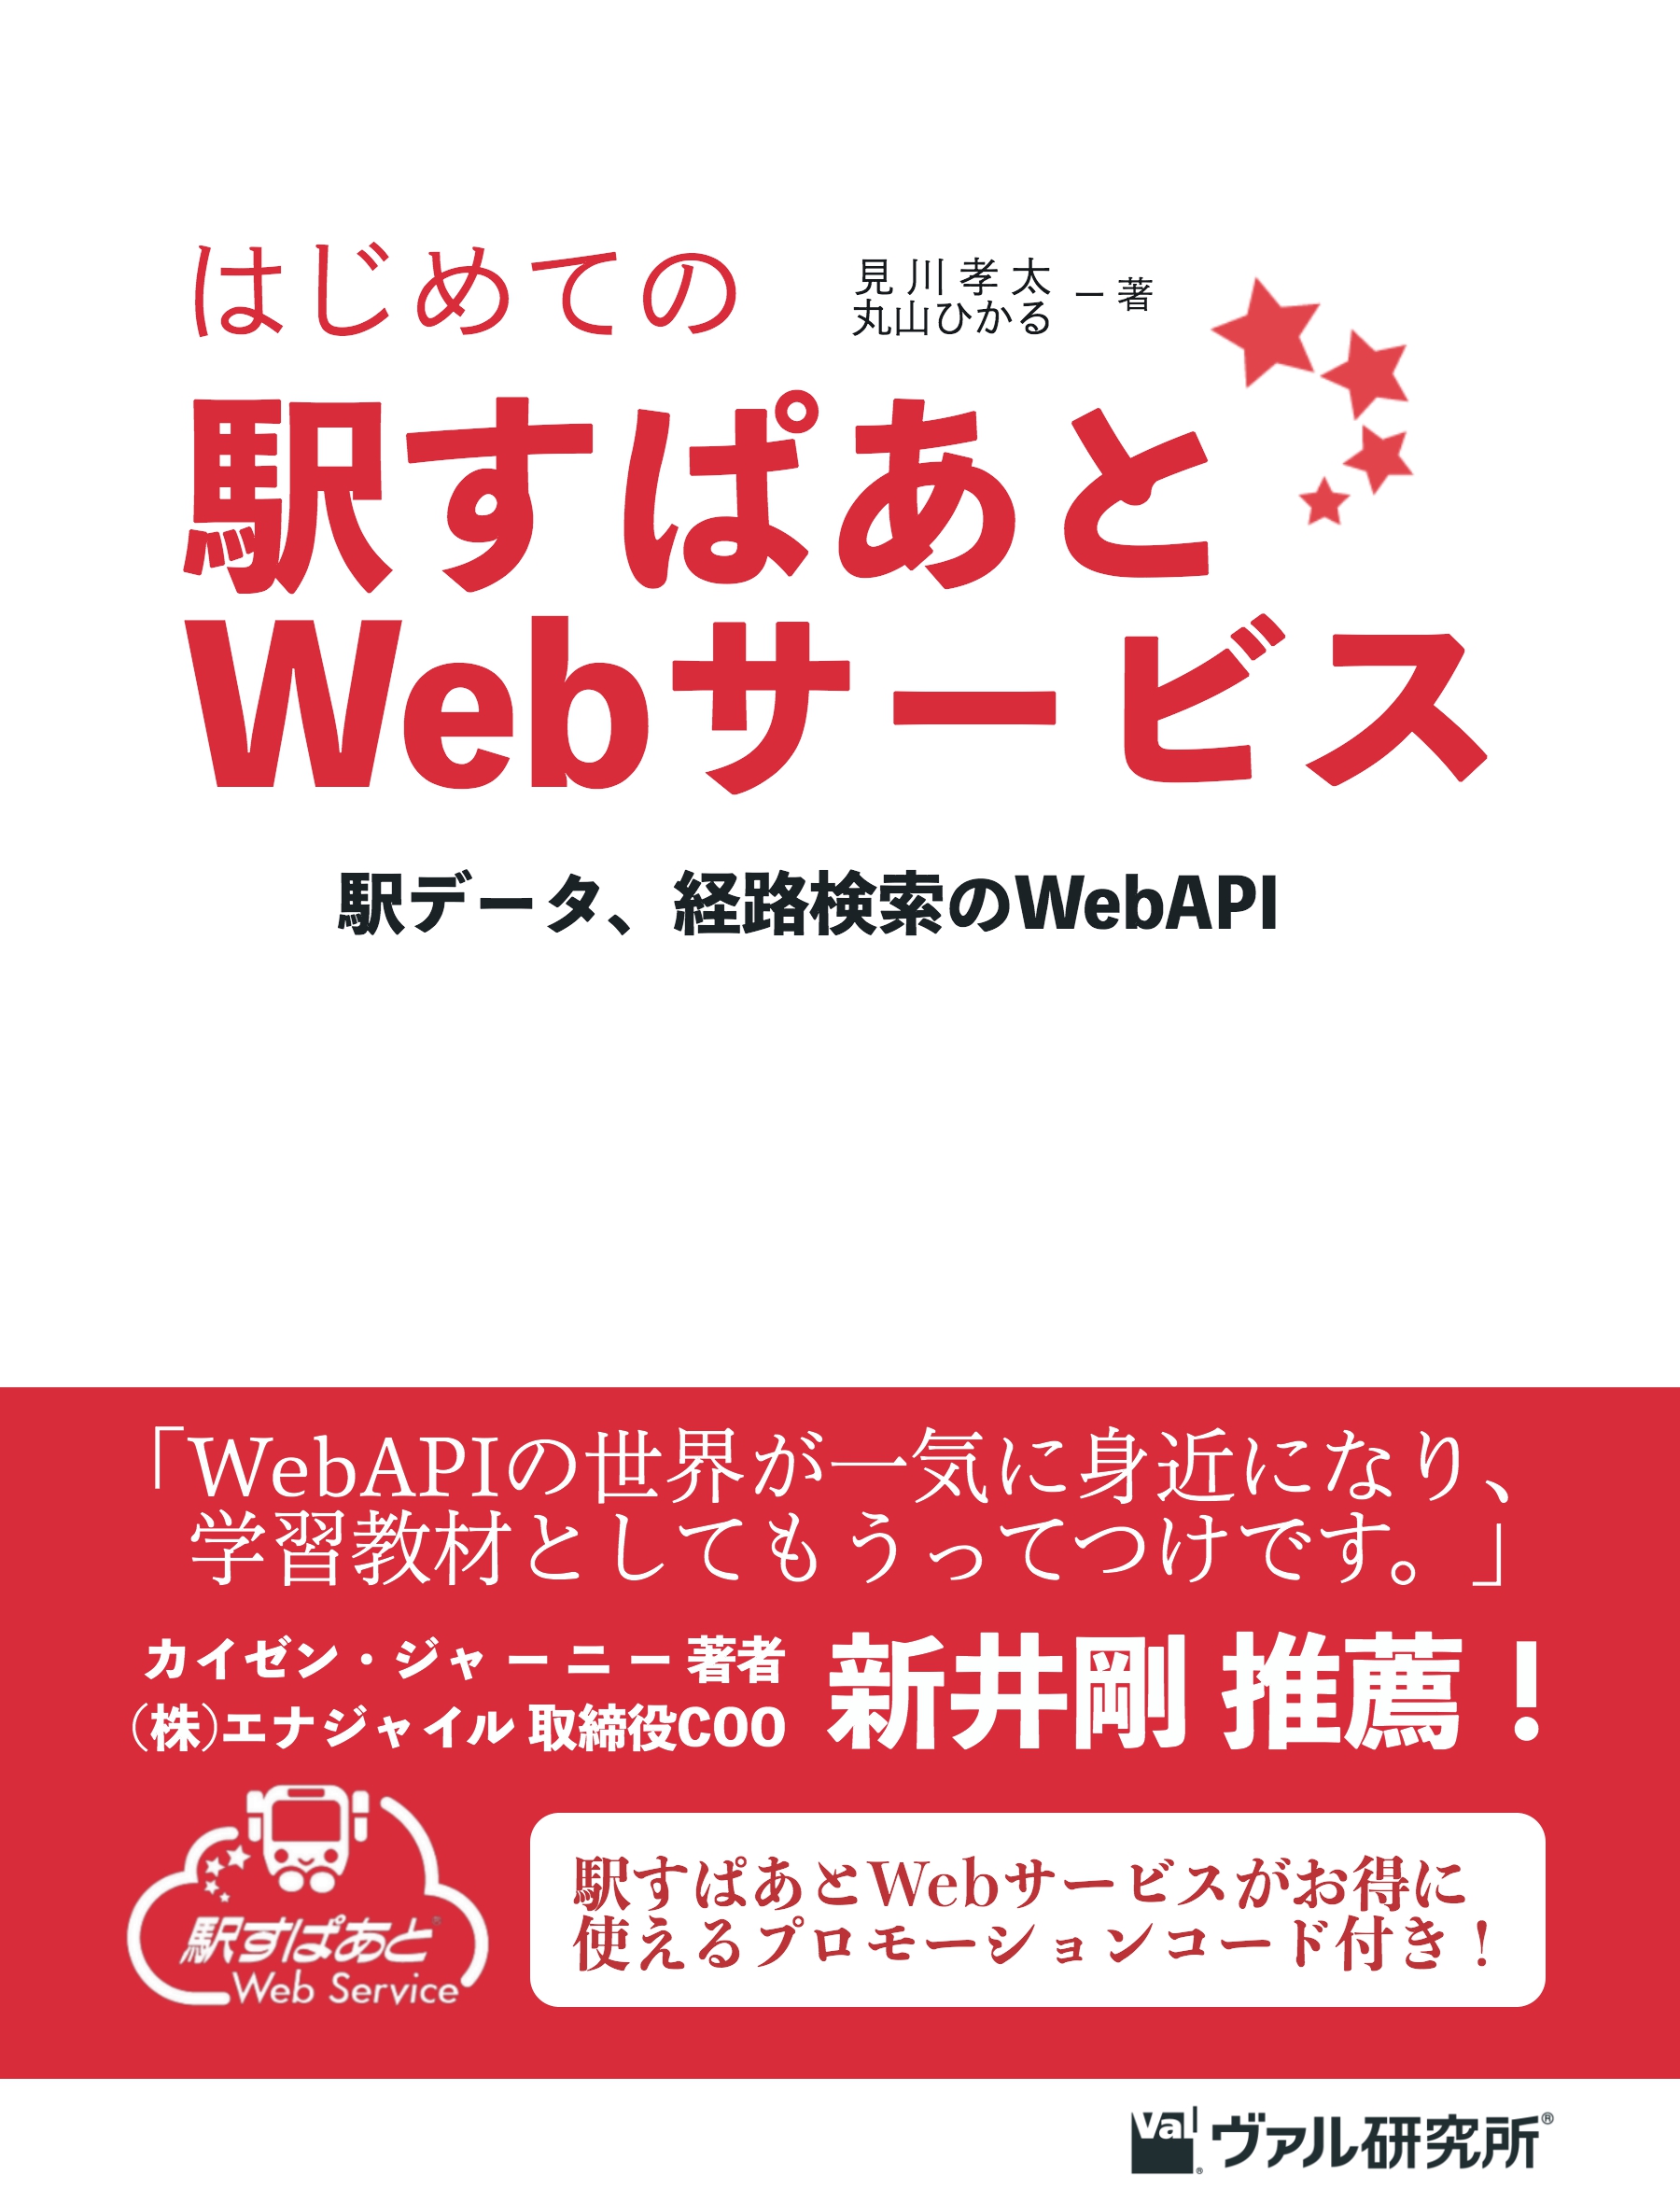 はじめての
見川孝太
丸山ひかる
ー著
駅すぱあと
Webサービス
駅データ、経路検索のWebAPI
「WebAPIの世界が一気に身近になり、
学習教材としてもうってつけです。」
カイゼン・ジャーニー著者
(株)エナジャイル 取締役COO
新井剛 推薦！
駅すぱあと®
Web Service
駅すぱあとWebサービスがお得に
使えるプロモーションコード付き！
Val® ヴァル研究所®